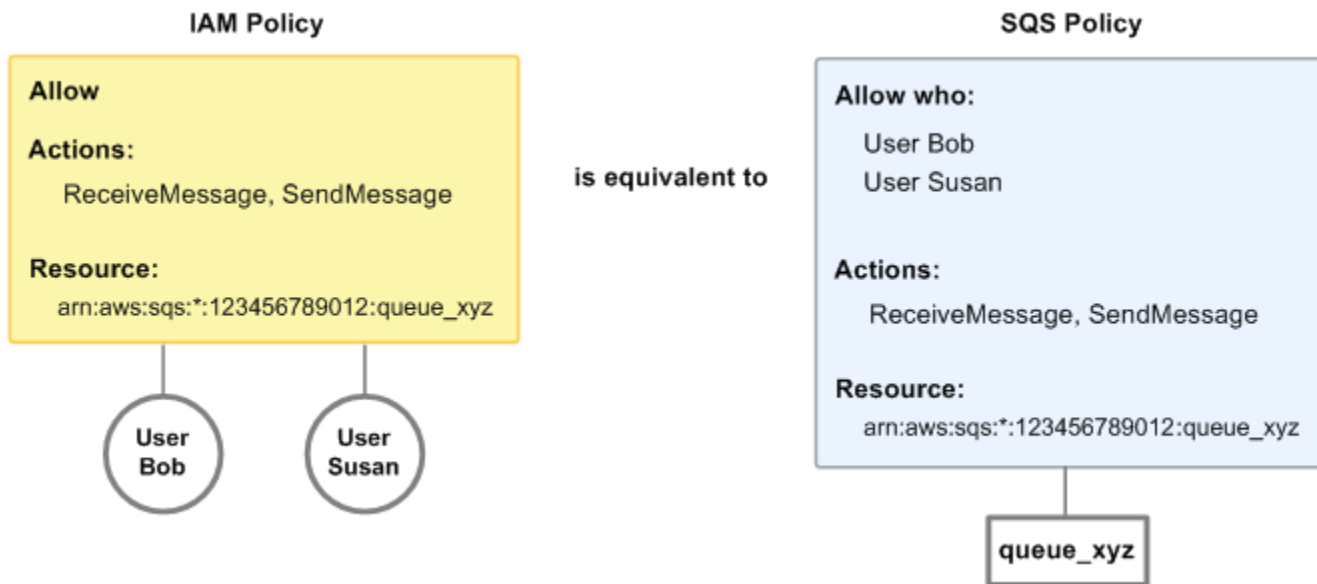 IAM Policy
Allow
Actions:
ReceiveMessage, SendMessage
Resource:
arn:aws:sqs:*:123456789012:queue_xyz
User
Bob
User
Susan
is equivalent to
SQS Policy
Allow who:
User Bob
User Susan
Actions:
ReceiveMessage, SendMessage
Resource:
arn:aws:sqs:*:123456789012:queue_xyz
queue_xyz